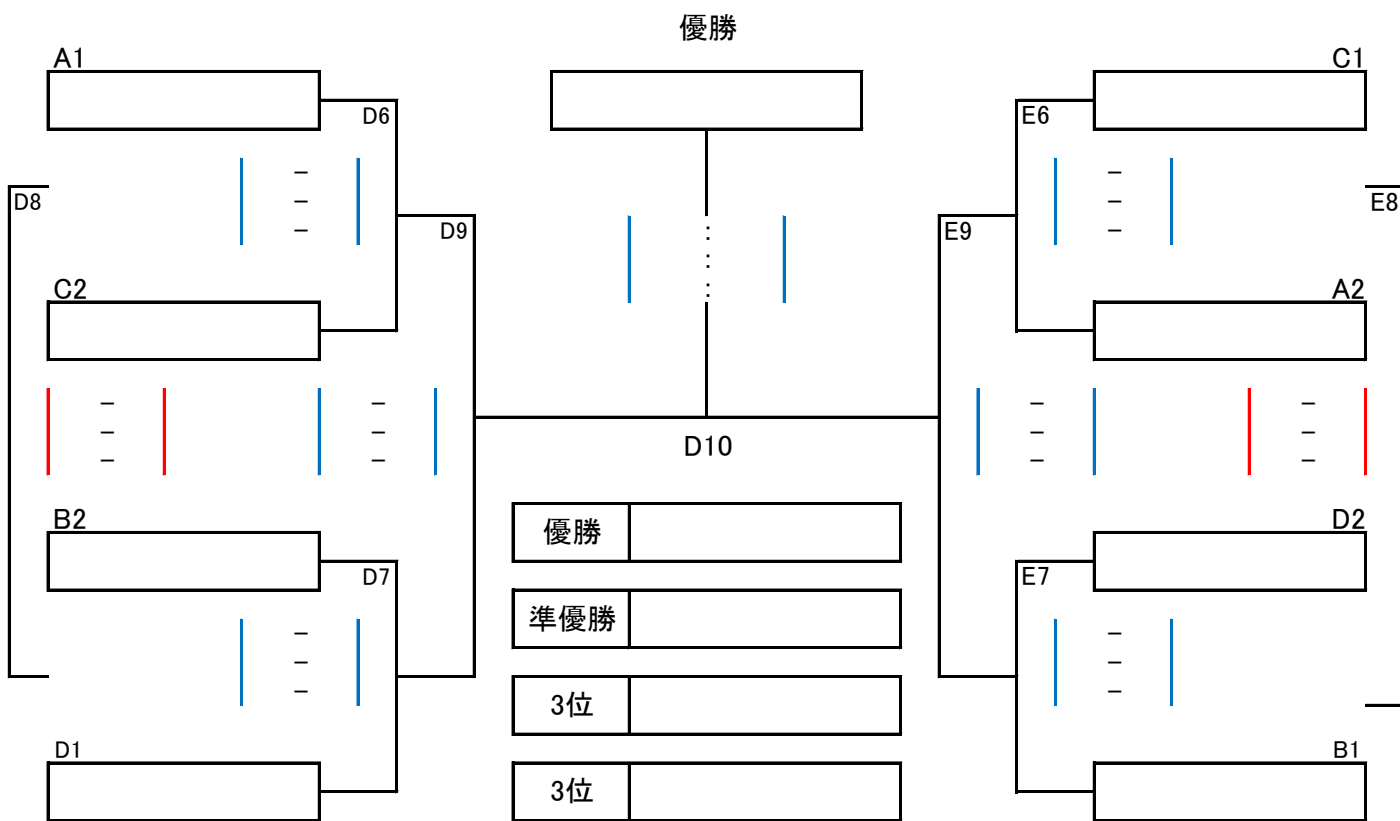 優勝
A1 C1
D6 E6
－ －
D8 － － E8
－ － 
D9 : E9
:
C2 : A2
:
－ － － －
－ － － －
D10
－ － － －
B2 D2
優勝
D7 E7
準優勝
－ －
－ －
－ －
3位
D1 B1
3位